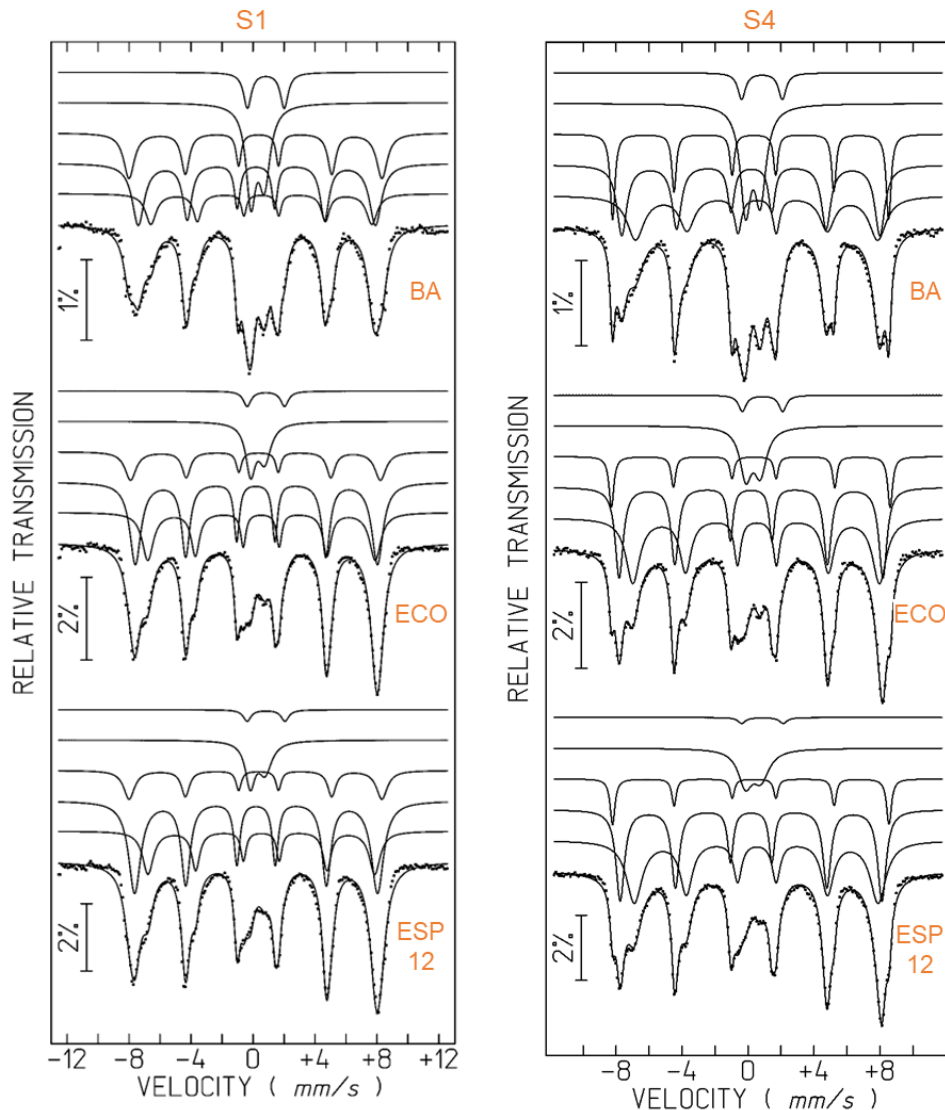 S1
S4
RELATIVE TRANSMISSION
1%
BA
2%
ECO
2%
ESP
12
-12 -8 -4 0 +4 +8 +12
VELOCITY ( mm/s )
RELATIVE TRANSMISSION
1%
BA
2%
ECO
2%
ESP
12
-8 -4 0 +4 +8
VELOCITY ( mm/s )